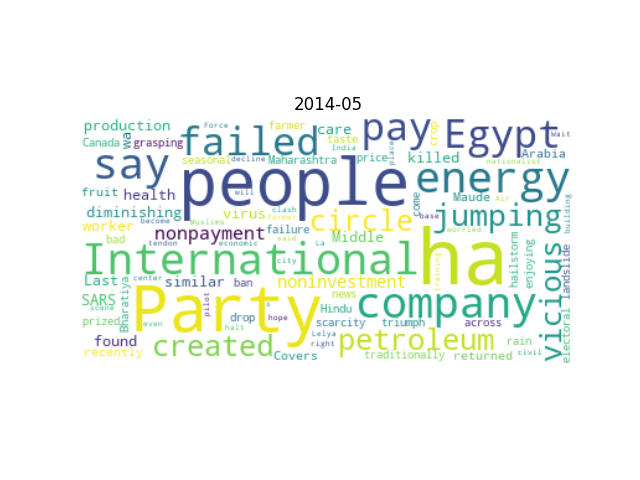 2014-05
production Force farmer care pay Egypt
Canada wa grasping failed India taste crop Wait
say seasonal decline Maharashtra price place killed Arabia nationalist
fruit health people come energy
diminishing virus circle Maude jumping
worker nonpayment clash former failure base Air building
bad become Muslims said Middle worried
tendon economic La hailstorm enjoying vicious landslide
International ha
Last city noninvestment training
center similar ban news company
SARS Bharatiya Party pilot s Hindu
scene drop hope scarcity triumph across electoral
prized even halt Lelya petroleum rain
found created right traditionally returned civil
recently Covers